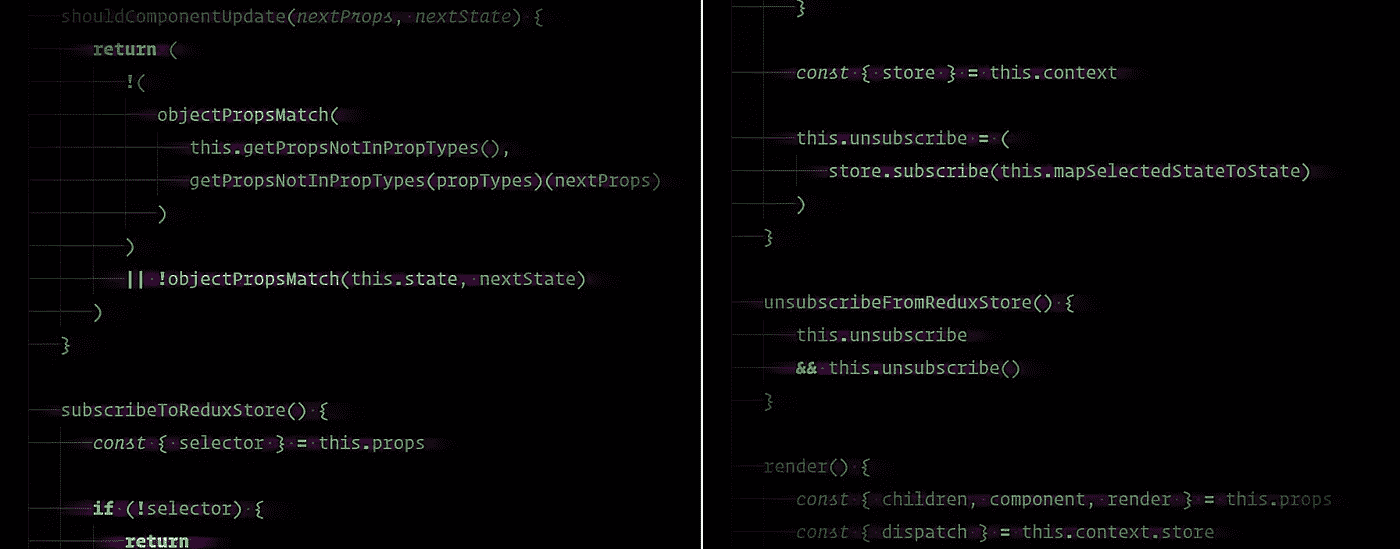 shouldComponentUpdate(nextProps, nextState) {
return (
!(
objectPropsMatch(
this.getPropsNotInPropTypes(),
getPropsNotInPropTypes(propTypes)(nextProps)
)
)
|| !objectPropsMatch(this.state, nextState)
)
}
subscribeToReduxStore() {
const { selector } = this.props
if (!selector) {
return
}
const { store } = this.context
this.unsubscribe = (
store.subscribe(this.mapSelectedStateToState)
)
}
unsubscribeFromReduxStore() {
this.unsubscribe
&& this.unsubscribe()
}
render() {
const { children, component, render } = this.props
const { dispatch } = this.context.store